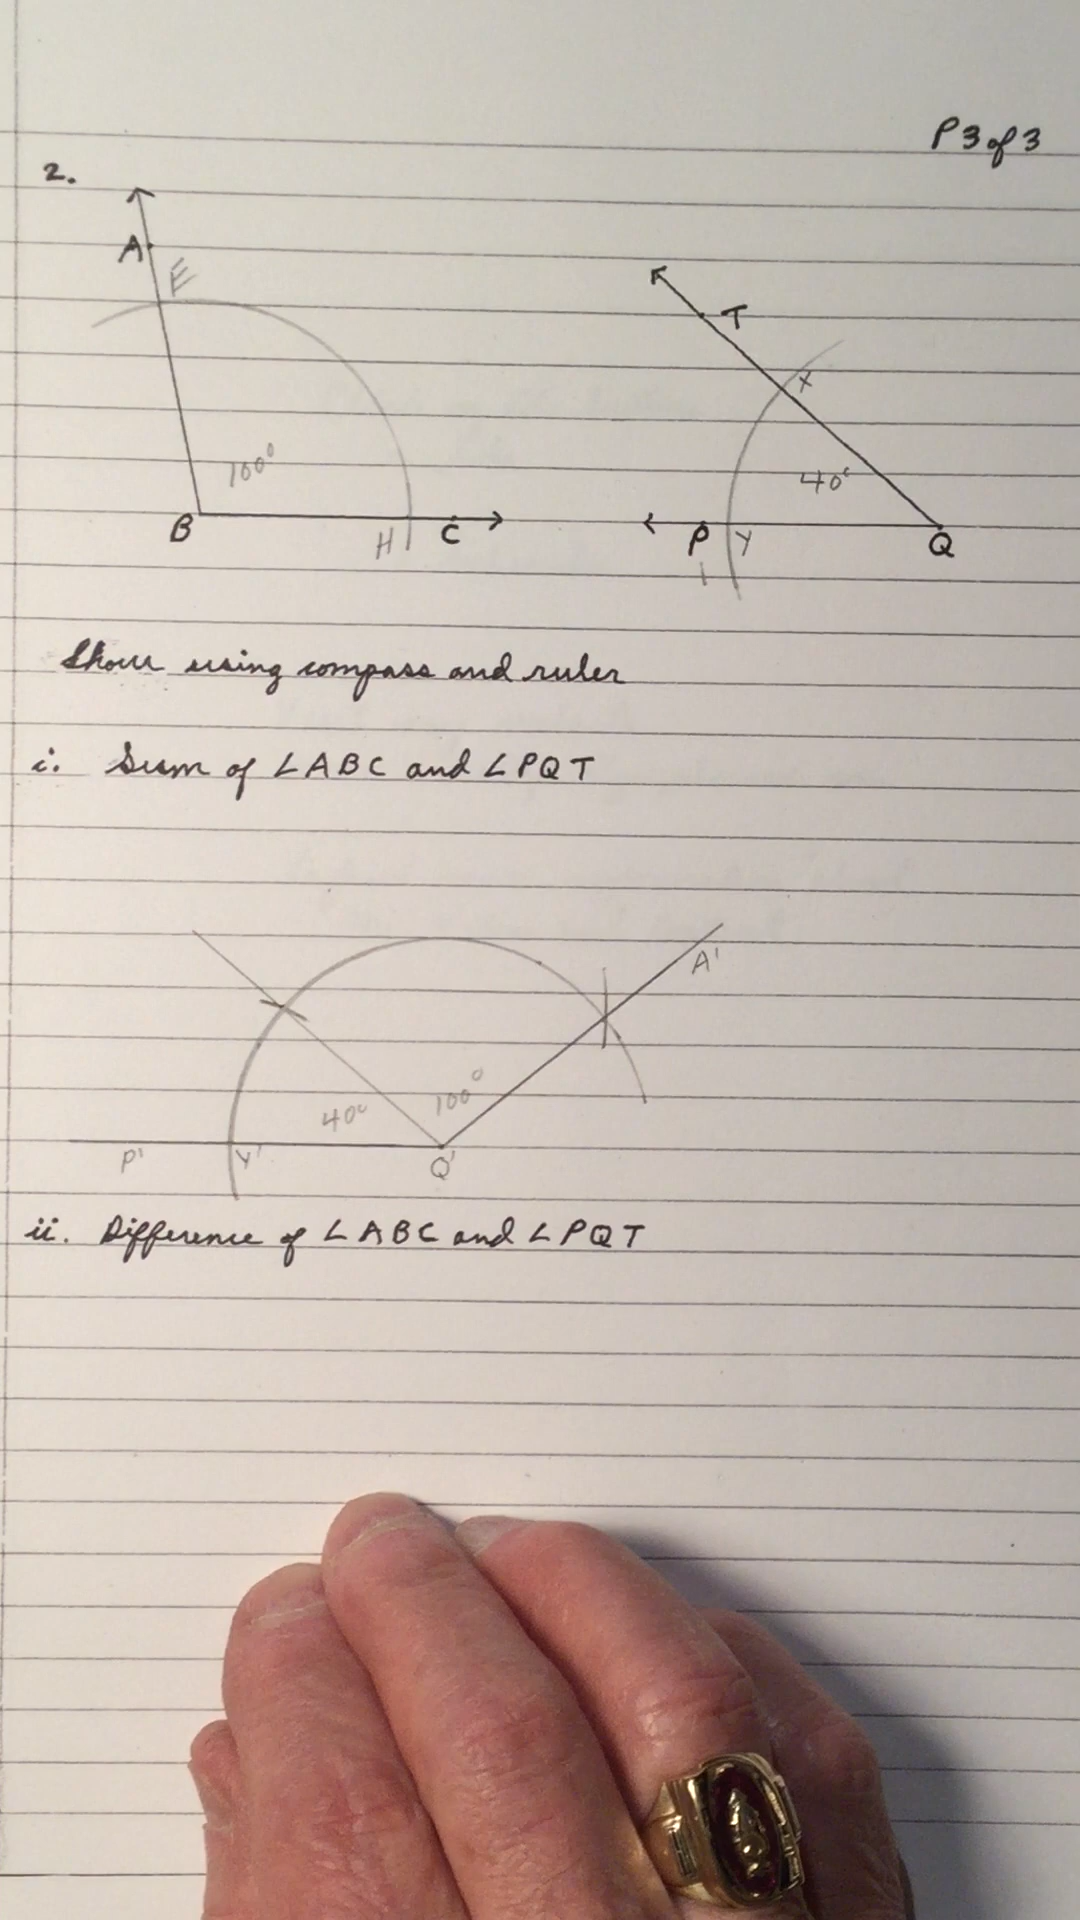 P 3 of 3
2.
A
E
T
X
100°
40°
B
H
C
P
Y
Q
Show using compass and ruler
i. Sum of ∠ABC and ∠PQT
A'
40°
100°
P'
Y'
Q'
ii. Difference of ∠ABC and ∠PQT